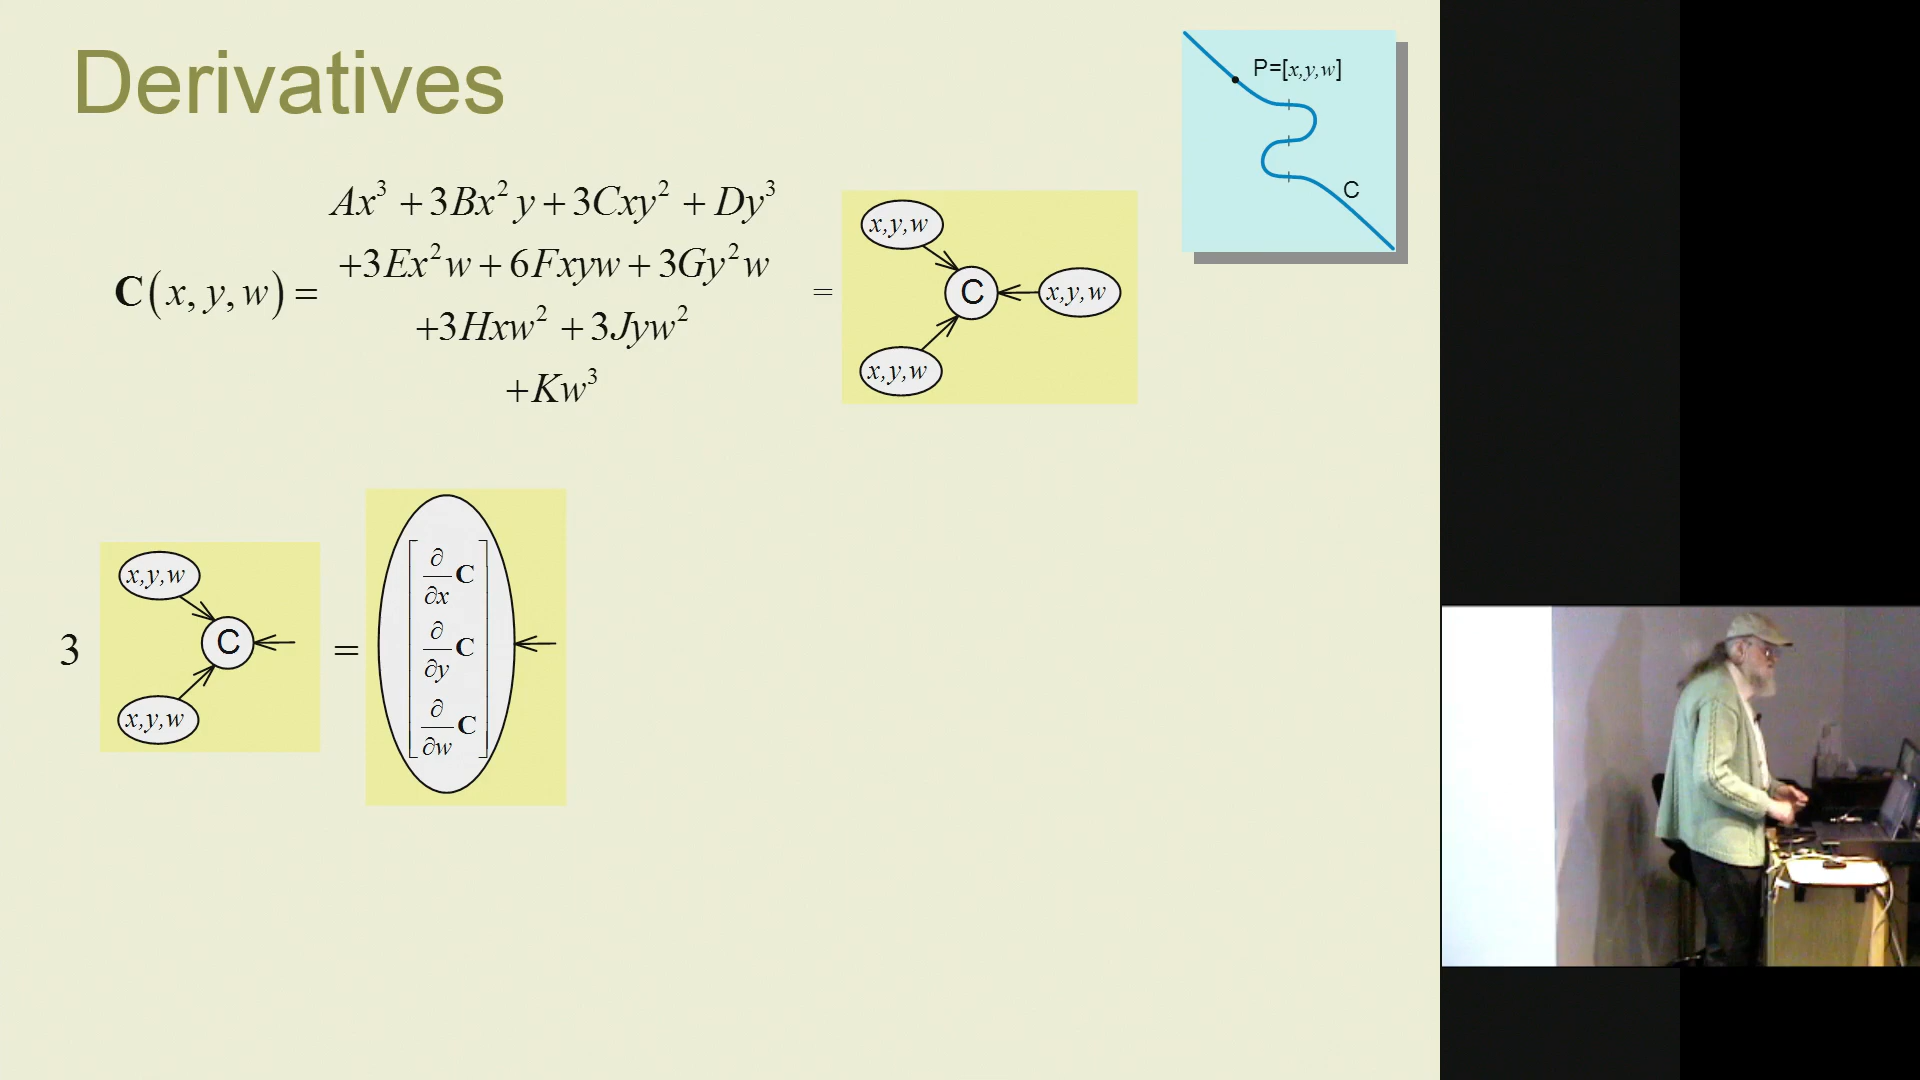 Derivatives
P=[x,y,w]
C
C(x, y, w) =
Ax³ + 3Bx²y + 3Cxy² + Dy³
+3Ex²w + 6Fxyw + 3Gy²w
+3Hxw² + 3Jyw²
+Kw³
=
x,y,w
C
x,y,w
x,y,w
3
x,y,w
C
x,y,w
=
∂/∂x C
∂/∂y C
∂/∂w C